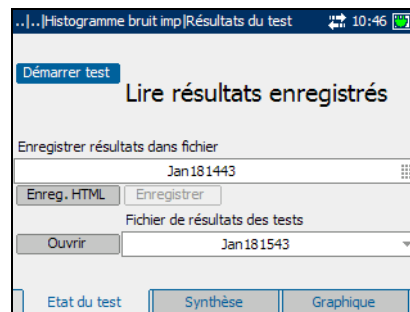 ..|..|Histogramme bruit imp|Résultats du test 10:46
Démarrer test
Lire résultats enregistrés
Enregistrer résultats dans fichier
Jan181443
Enreg. HTML Enregistrer
Fichier de résultats des tests
Ouvrir Jan181543
Etat du test Synthèse Graphique